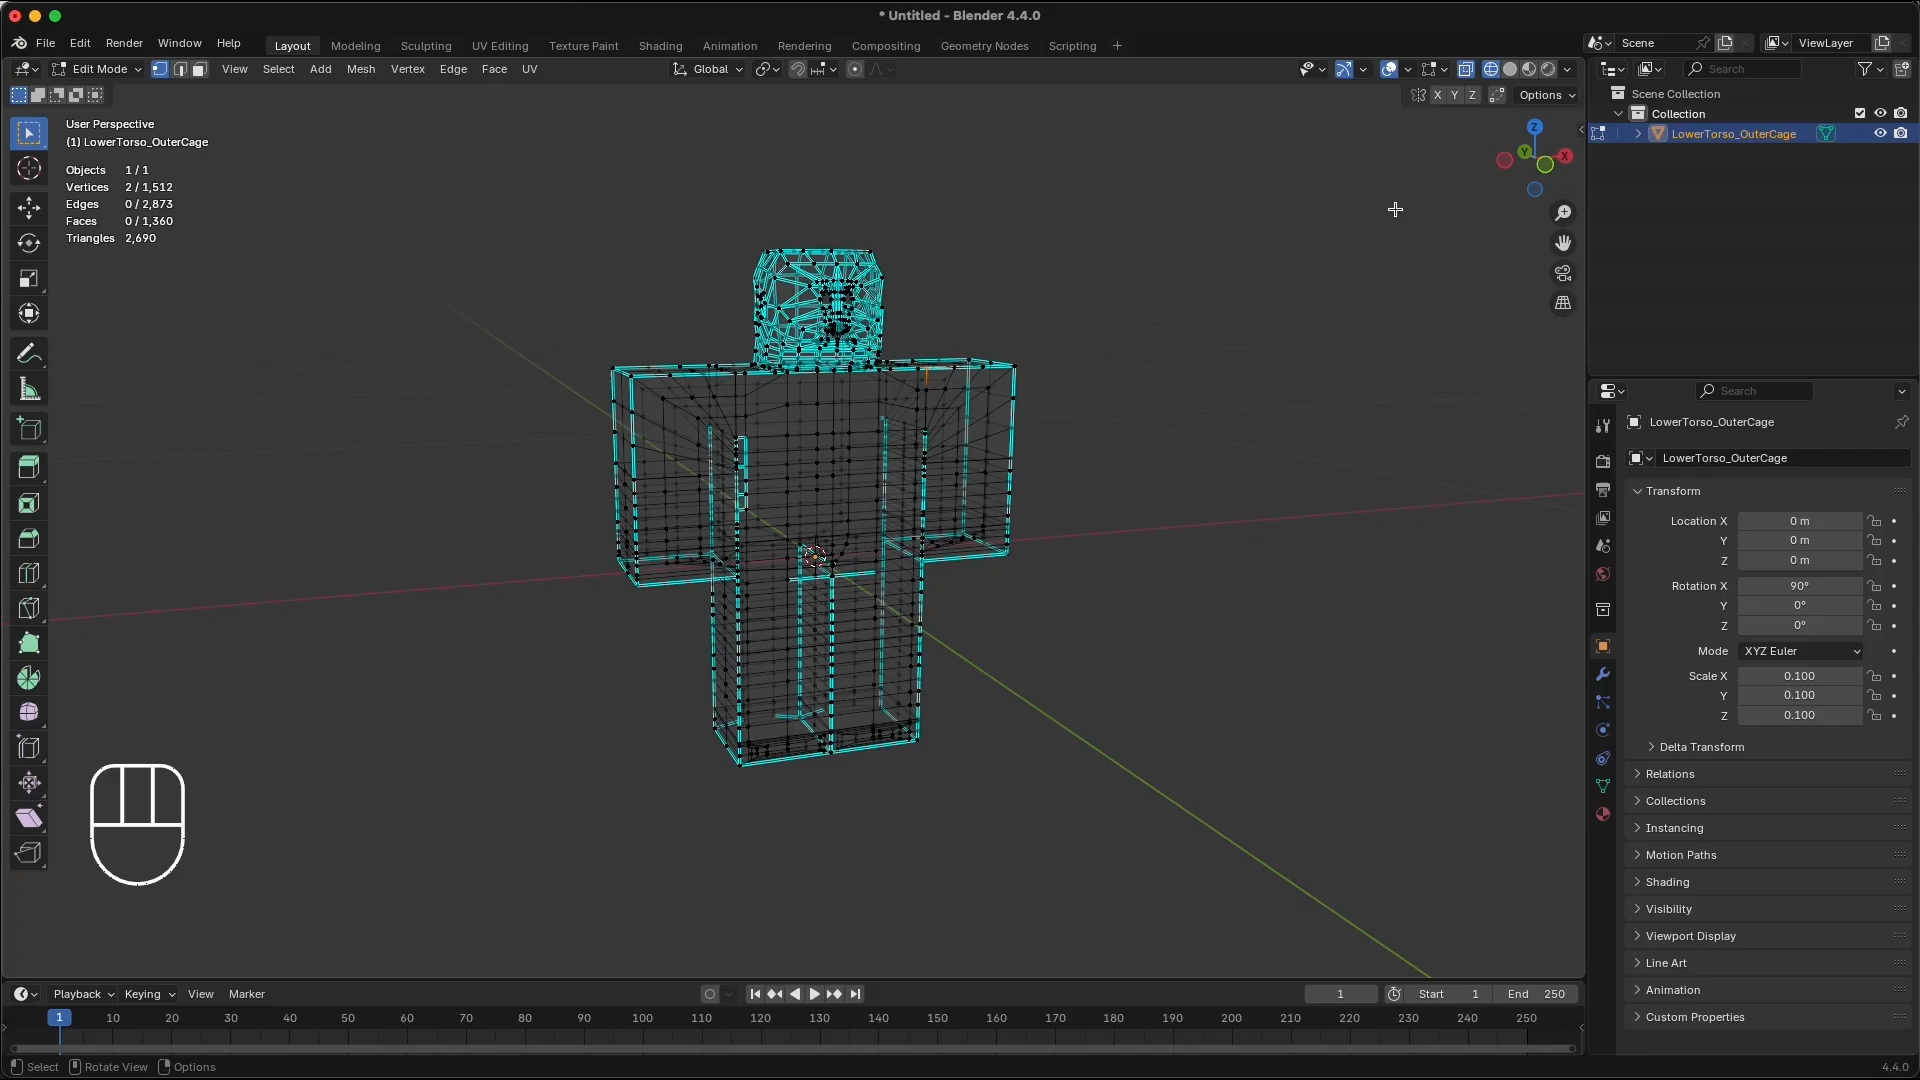 * Untitled - Blender 4.4.0
File Edit Render Window Help
Layout Modeling Sculpting UV Editing Texture Paint Shading Animation Rendering Compositing Geometry Nodes Scripting +
Scene
ViewLayer
Edit Mode
View Select Add Mesh Vertex Edge Face UV
Global
Search
X Y Z Options
Scene Collection
Collection
LowerTorso_OuterCage
User Perspective
(1) LowerTorso_OuterCage
Objects 1 / 1
Vertices 2 / 1,512
Edges 0 / 2,873
Faces 0 / 1,360
Triangles 2,690
Z
Y
X
Search
LowerTorso_OuterCage
LowerTorso_OuterCage
Transform
Location X 0 m
Y 0 m
Z 0 m
Rotation X 90°
Y 0°
Z 0°
Mode XYZ Euler
Scale X 0.100
Y 0.100
Z 0.100
Delta Transform
Relations
Collections
Instancing
Motion Paths
Shading
Visibility
Viewport Display
Line Art
Animation
Custom Properties
Playback Keying View Marker
1 Start 1 End 250
1 10 20 30 40 50 60 70 80 90 100 110 120 130 140 150 160 170 180 190 200 210 220 230 240 250
Select Rotate View Options
4.4.0